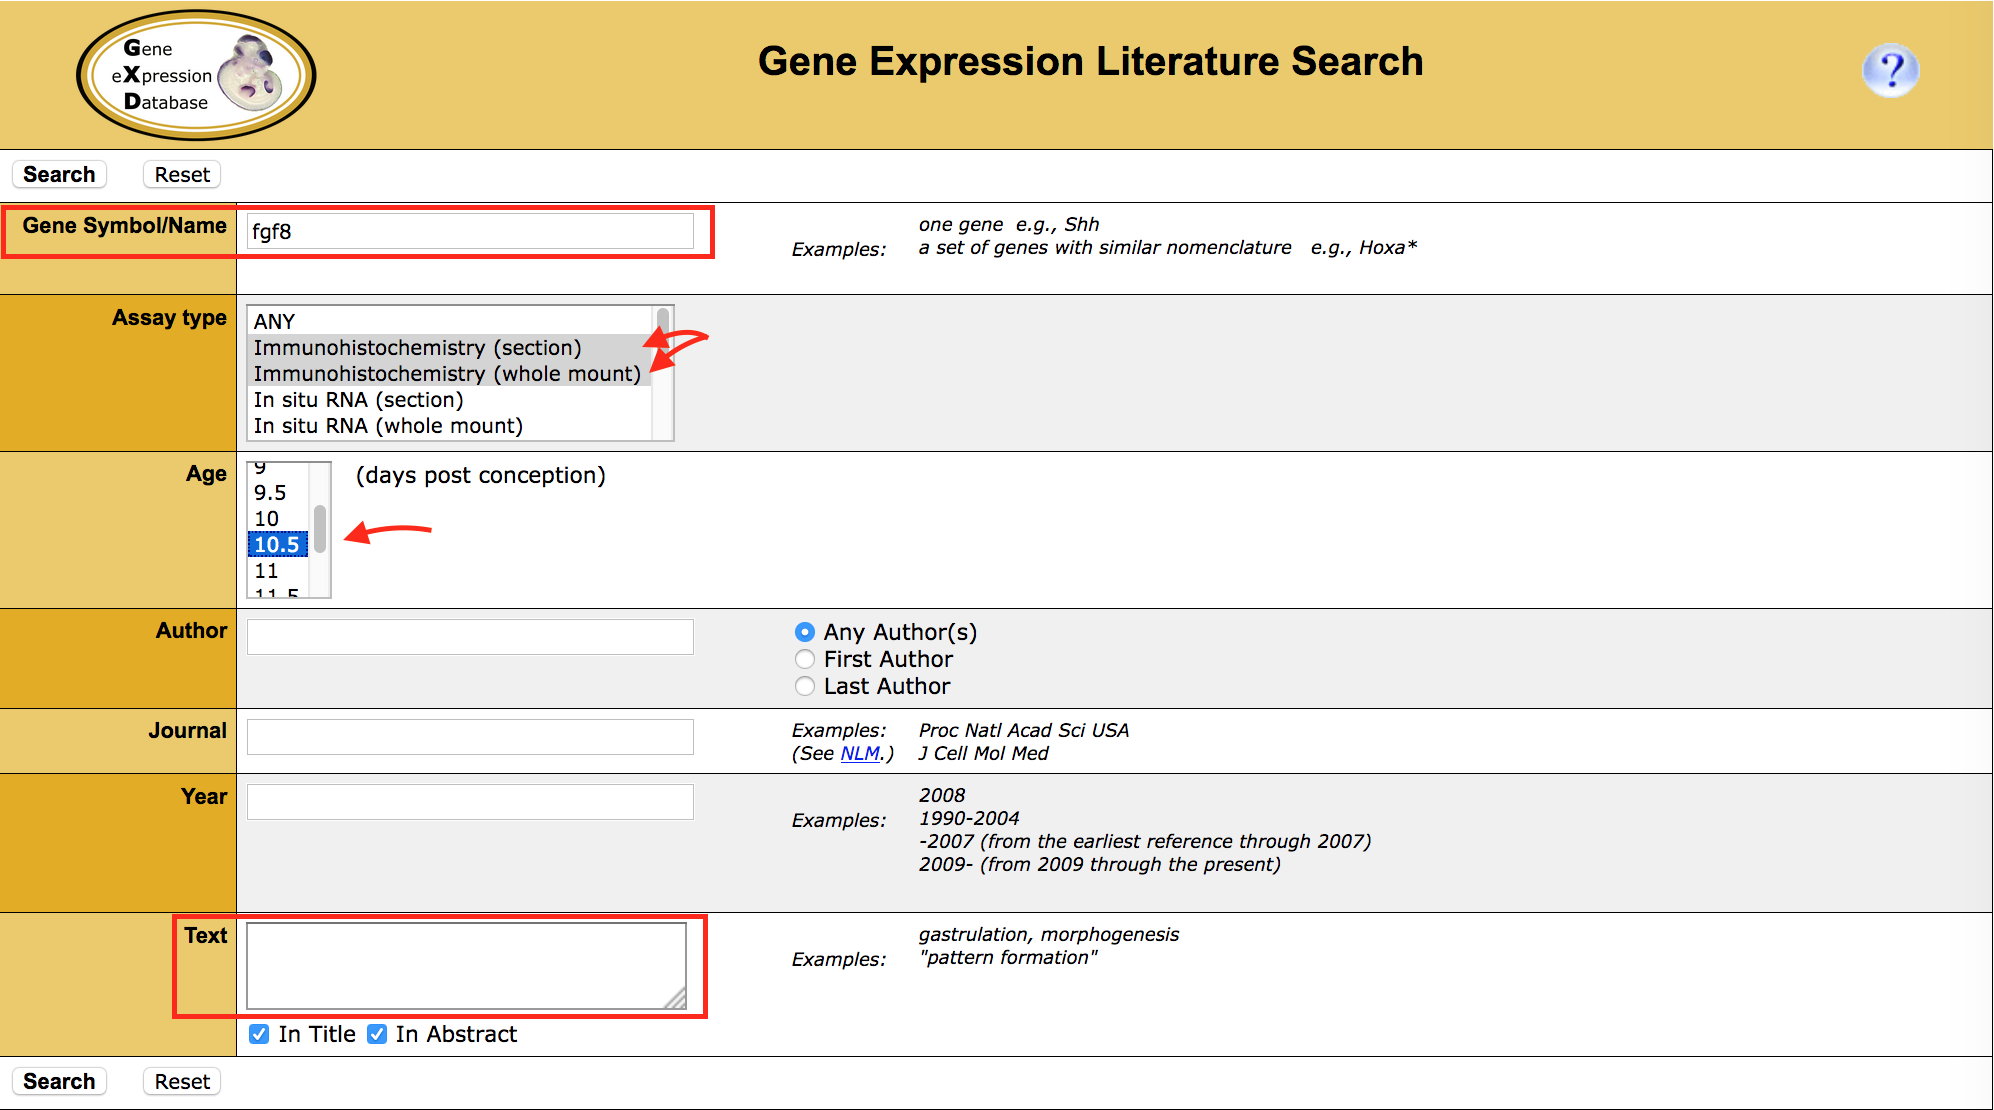 Gene
eXpression
Database
Gene Expression Literature Search
?
Search Reset
Gene Symbol/Name fgf8
Examples: one gene e.g., Shh
a set of genes with similar nomenclature e.g., Hoxa*
Assay type
ANY
Immunohistochemistry (section)
Immunohistochemistry (whole mount)
In situ RNA (section)
In situ RNA (whole mount)
Age
9
9.5
10
10.5
11
11.5
(days post conception)
Author
Any Author(s)
First Author
Last Author
Journal
Examples: Proc Natl Acad Sci USA
(See NLM.) J Cell Mol Med
Year
Examples: 2008
1990-2004
-2007 (from the earliest reference through 2007)
2009- (from 2009 through the present)
Text
Examples: gastrulation, morphogenesis
"pattern formation"
In Title In Abstract
Search Reset